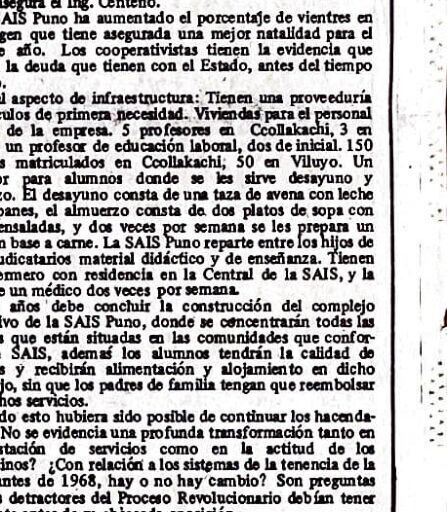 asegura el Ing. Centeno.
SAIS Puno ha aumentado el porcentaje de vientres en
gen que tiene asegurada una mejor natalidad para el
e año. Los cooperativistas tienen la evidencia que
la deuda que tienen con el Estado, antes del tiempo
l aspecto de infraestructura: Tienen una proveeduría
culos de primera necesidad. Viviendas para el personal
de la empresa. 5 profesores en Ccollakachi, 3 en
un profesor de educación laboral, dos de inicial. 150
s matriculados en Ccollakachi; 50 en Viluyo. Un
or para alumnos donde se les sirve desayuno y
zo. El desayuno consta de una taza de avena con leche
panes, el almuerzo consta de dos platos de sopa con
ensaladas, y dos veces por semana se les prepara un
n base a carne. La SAIS Puno reparte entre los hijos de
udicatarios material didáctico y de enseñanza. Tienen
ermero con residencia en la Central de la SAIS, y la
e un médico dos veces por semana.
años debe concluir la construcción del complejo
ivo de la SAIS Puno, donde se concentrarán todas las
s que están situadas en las comunidades que confor-
SAIS, además los alumnos tendrán la calidad de
s y recibirán alimentación y alojamiento en dicho
jo, sin que los padres de familia tengan que reembolsar
hos servicios.
do esto hubiera sido posible de continuar los hacenda-
No se evidencia una profunda transformación tanto en
stación de servicios como en la actitud de los
inos? ¿Con relación a los sistemas de la tenencia de la
antes de 1968, hay o no hay cambio? Son preguntas
s detractores del Proceso Revolucionario debían tener